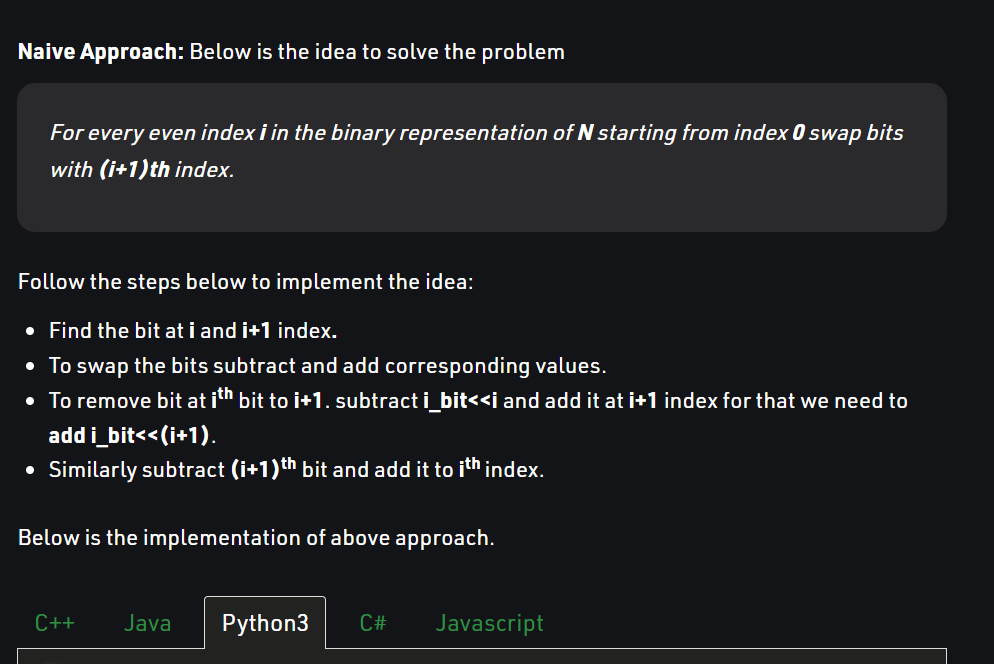 Naive Approach: Below is the idea to solve the problem
For every even index i in the binary representation of N starting from index 0 swap bits
with (i+1)th index.
Follow the steps below to implement the idea:
• Find the bit at i and i+1 index.
• To swap the bits subtract and add corresponding values.
• To remove bit at ith bit to i+1. subtract i_bit<<i and add it at i+1 index for that we need to
add i_bit<<(i+1).
• Similarly subtract (i+1)th bit and add it to ith index.
Below is the implementation of above approach.
C++ Java Python3 C# Javascript